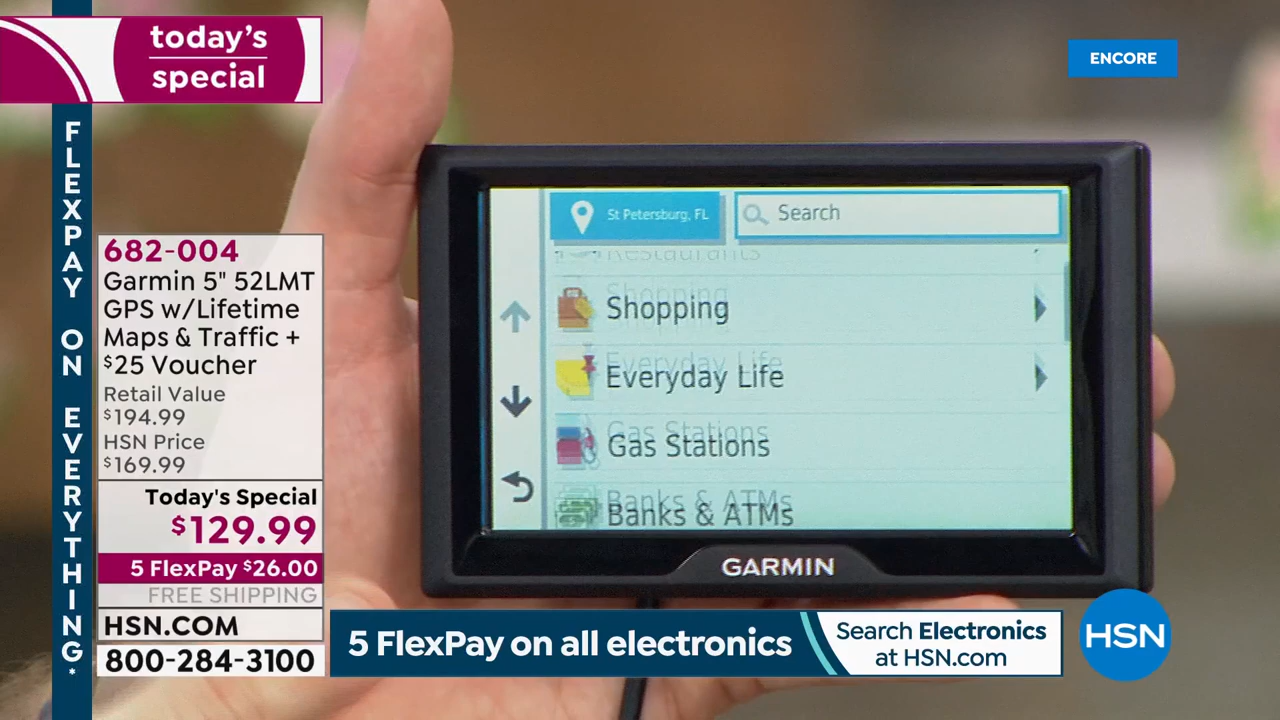 today's
special
ENCORE
FLEXPAY ON EVERYTHING.*
682-004
Garmin 5" 52LMT
GPS w/Lifetime
Maps & Traffic +
$25 Voucher
Retail Value
$194.99
HSN Price
$169.99
Today's Special
$129.99
5 FlexPay $26.00
FREE SHIPPING
HSN.COM
800-284-3100
St Petersburg, FL
Search
Restaurants
Shopping
Everyday Life
Gas Stations
Banks & ATMs
GARMIN
5 FlexPay on all electronics
Search Electronics
at HSN.com
HSN